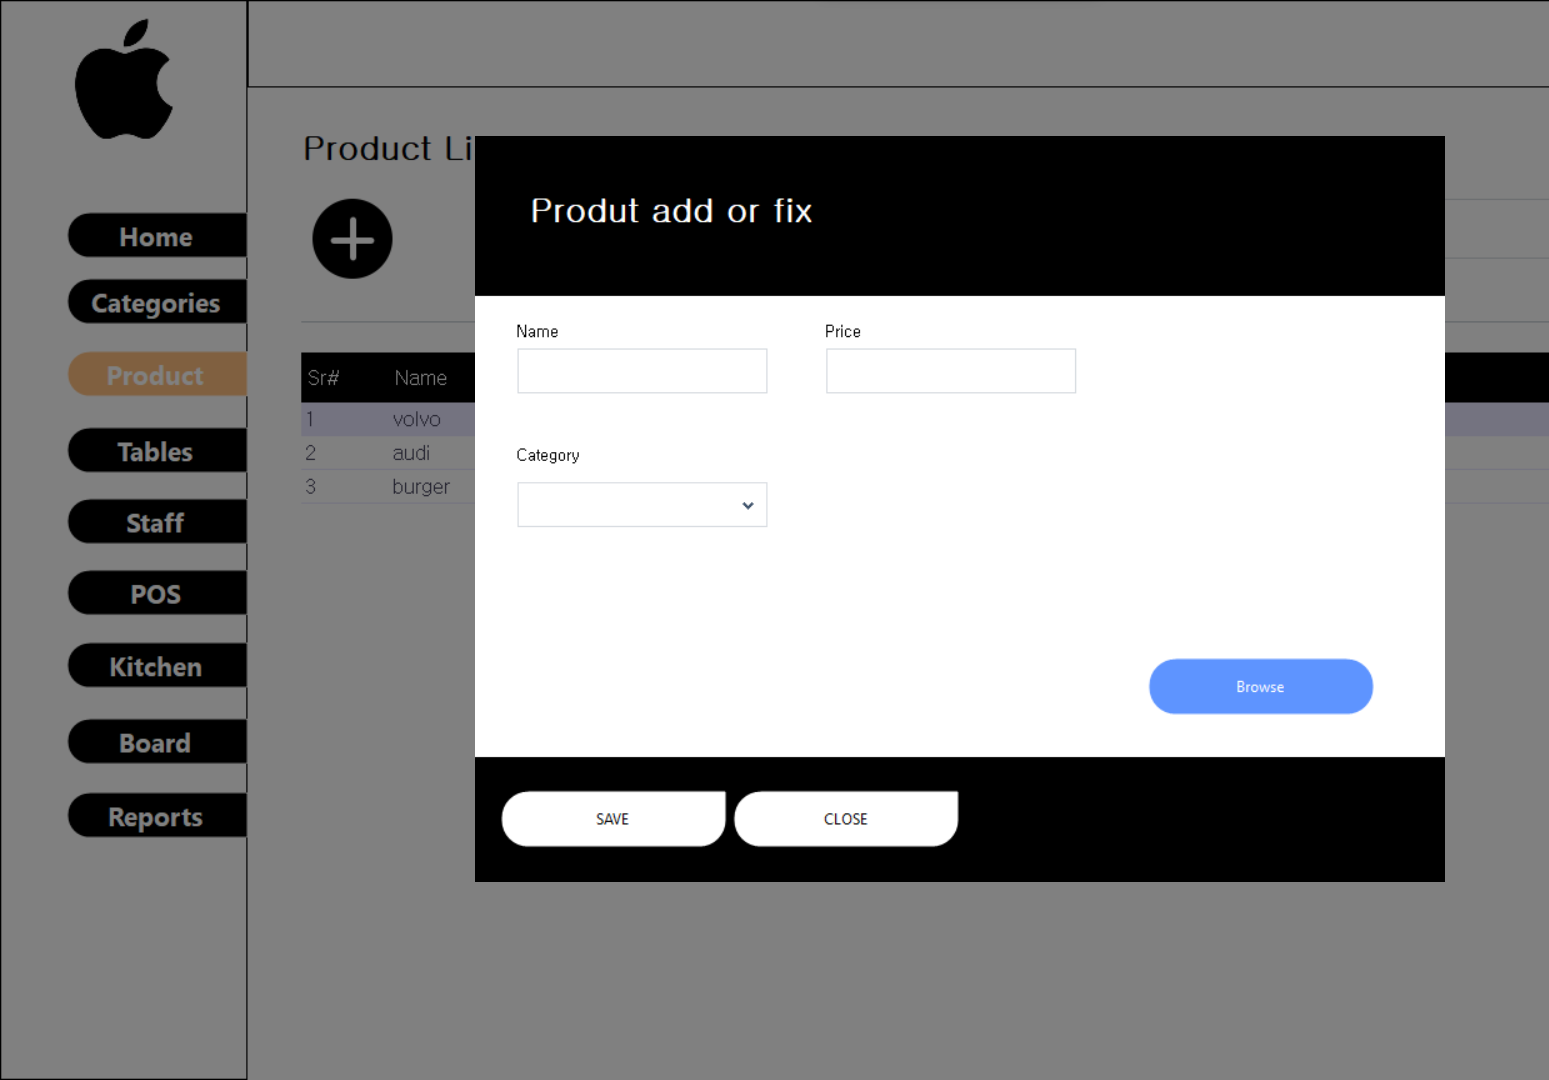 Home
Categories
Product
Tables
Staff
POS
Kitchen
Board
Reports
Product Li
Sr# Name
1 volvo
2 audi
3 burger
Produt add or fix
Name Price
Category
Browse
SAVE CLOSE